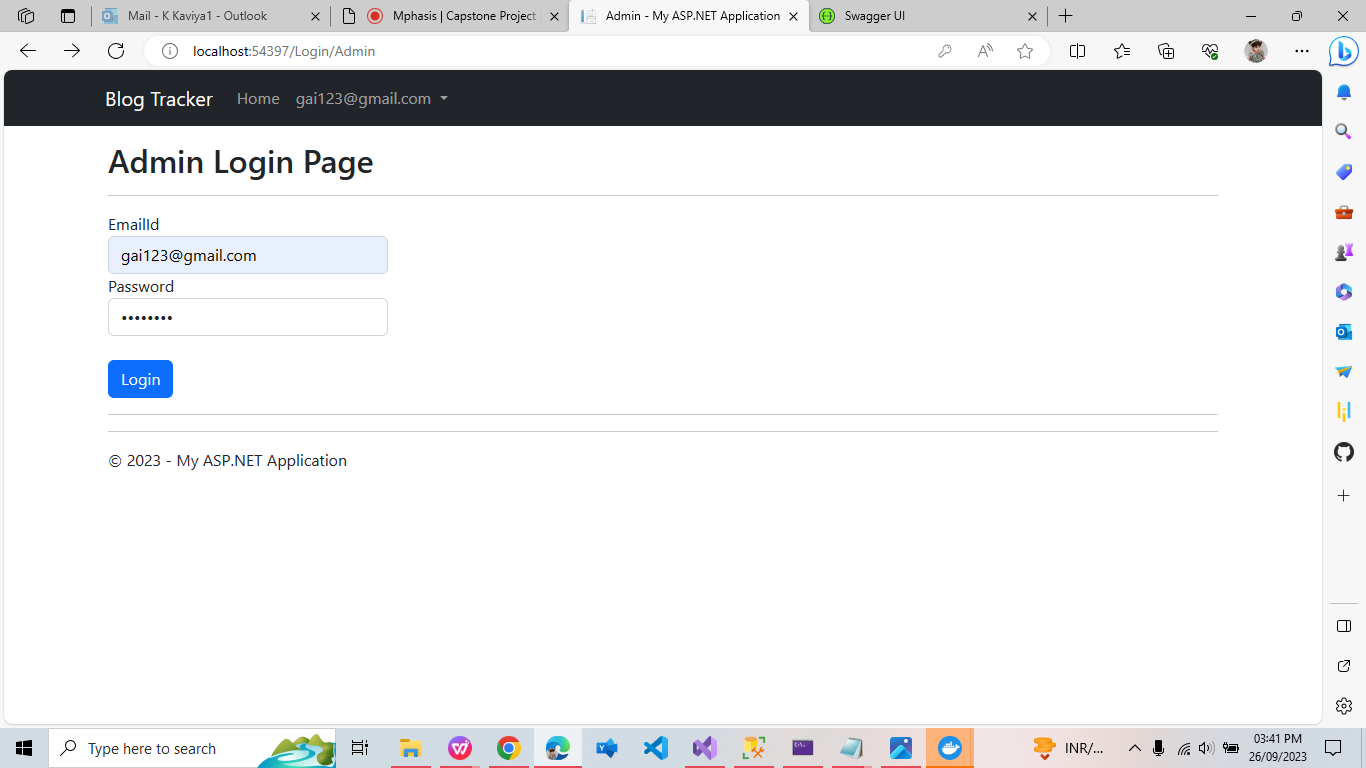 Mail - K Kaviya1 - Outlook
Mphasis | Capstone Project
Admin - My ASP.NET Application
Swagger UI
localhost:54397/Login/Admin
Blog Tracker
Home
gai123@gmail.com
Admin Login Page
EmailId
gai123@gmail.com
Password
••••••••
Login
© 2023 - My ASP.NET Application
Type here to search
INR/...
03:41 PM
26/09/2023